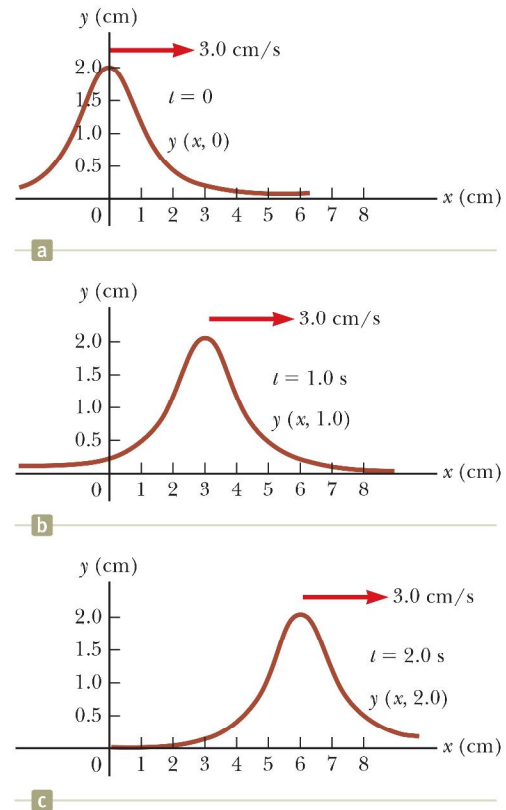 y (cm)
3.0 cm/s
2.0
t = 0
1.5
y (x, 0)
1.0
0.5
x (cm)
0 1 2 3 4 5 6 7 8
a
y (cm)
3.0 cm/s
2.0
t = 1.0 s
1.5
y (x, 1.0)
1.0
0.5
x (cm)
0 1 2 3 4 5 6 7 8
b
y (cm)
3.0 cm/s
2.0
t = 2.0 s
1.5
y (x, 2.0)
1.0
0.5
x (cm)
0 1 2 3 4 5 6 7 8
c